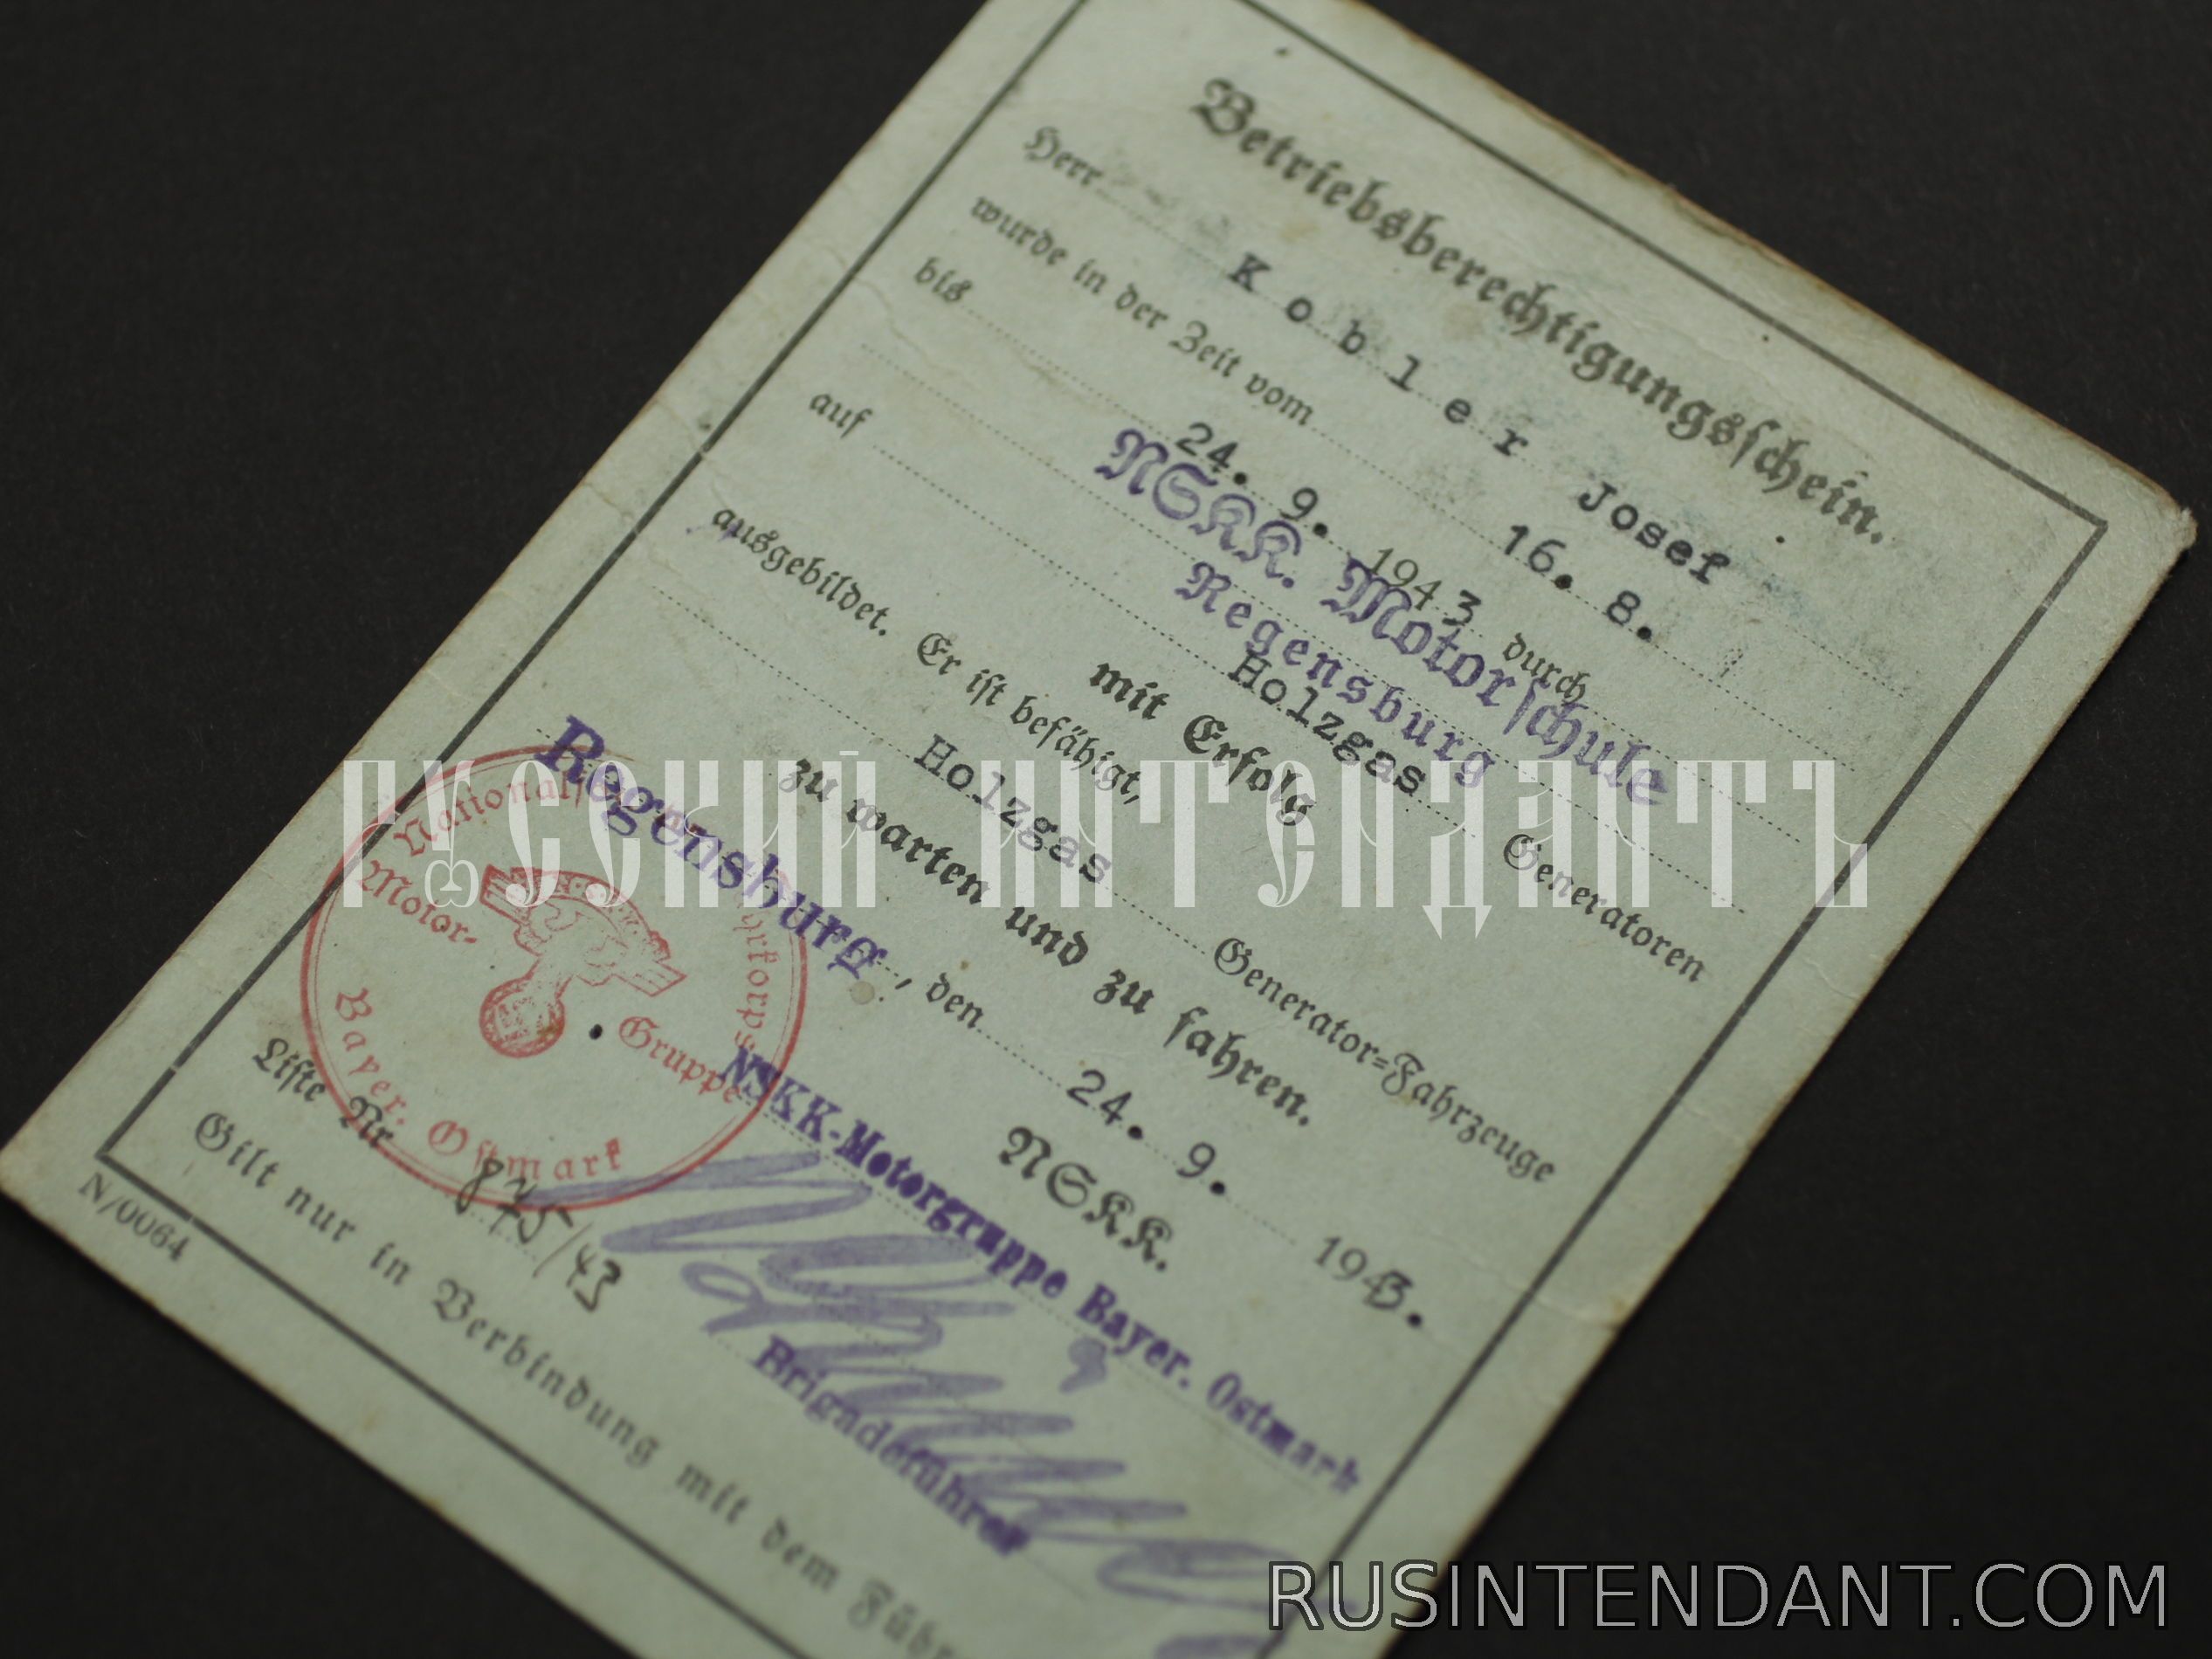 Betriebsberechtigungsschein.
Herr Kobler Josef
wurde in der Zeit vom 16. 8.
bis 24. 9. 1943 durch
NSKK. Motorschule
Regensburg
auf Holzgas Generatoren
mit Erfolg
ausgebildet. Er ist befähigt,
Holzgas Generator=Fahrzeuge
zu warten und zu fahren.
Regensburg, den 24. 9. 1943.
NSKK.
NSKK-Motorgruppe Bayer. Ostmark
Brigadeführer
National
Motor-
Gruppe
Bayer. Ostmark
Liste Nr. 875/43
Gilt nur in Verbindung mit dem
N/0064
РУССКИЙ ИНТЕНДАНТЪ
RUSINTENDANT.COM